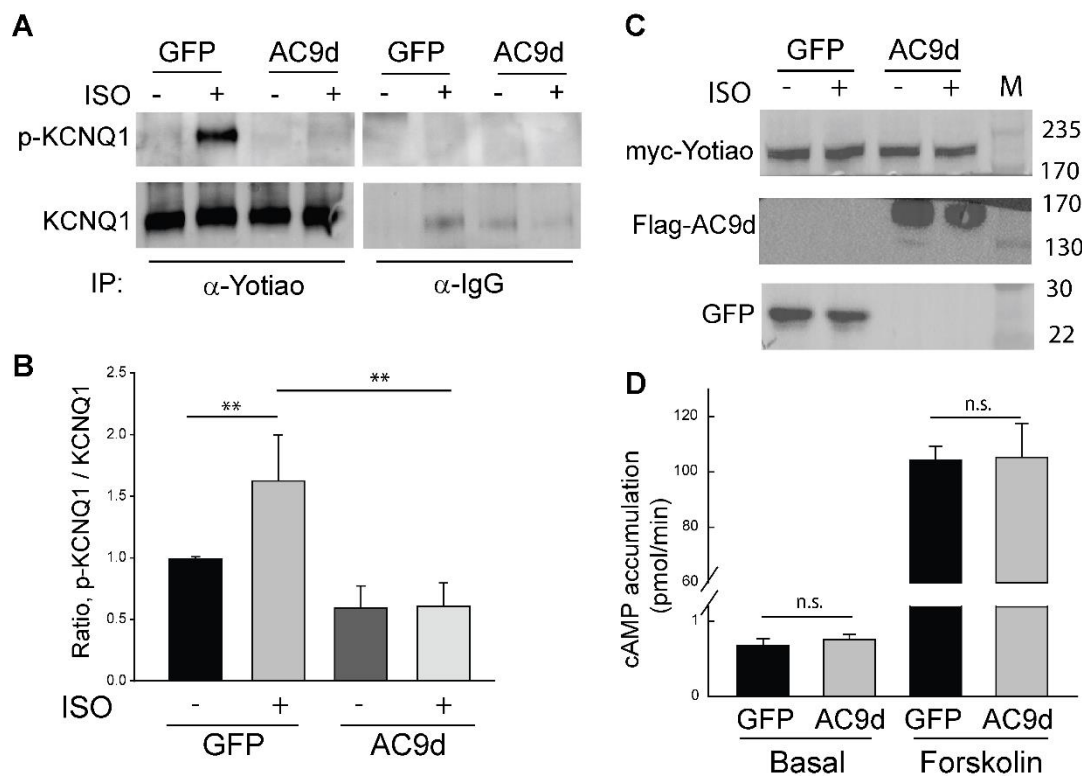 A
GFP AC9d GFP AC9d
ISO - + - + - + - +
p-KCNQ1
KCNQ1
IP: α-Yotiao α-IgG
B
Ratio, p-KCNQ1 / KCNQ1
2.5
2.0
1.5
1.0
0.5
0.0
** **
ISO - + - +
GFP AC9d
C
GFP AC9d
ISO - + - + M
myc-Yotiao 235
170
Flag-AC9d 170
130
GFP 30
22
D
cAMP accumulation
(pmol/min)
120
100
80
60
1
0
n.s. n.s.
GFP AC9d GFP AC9d
Basal Forskolin